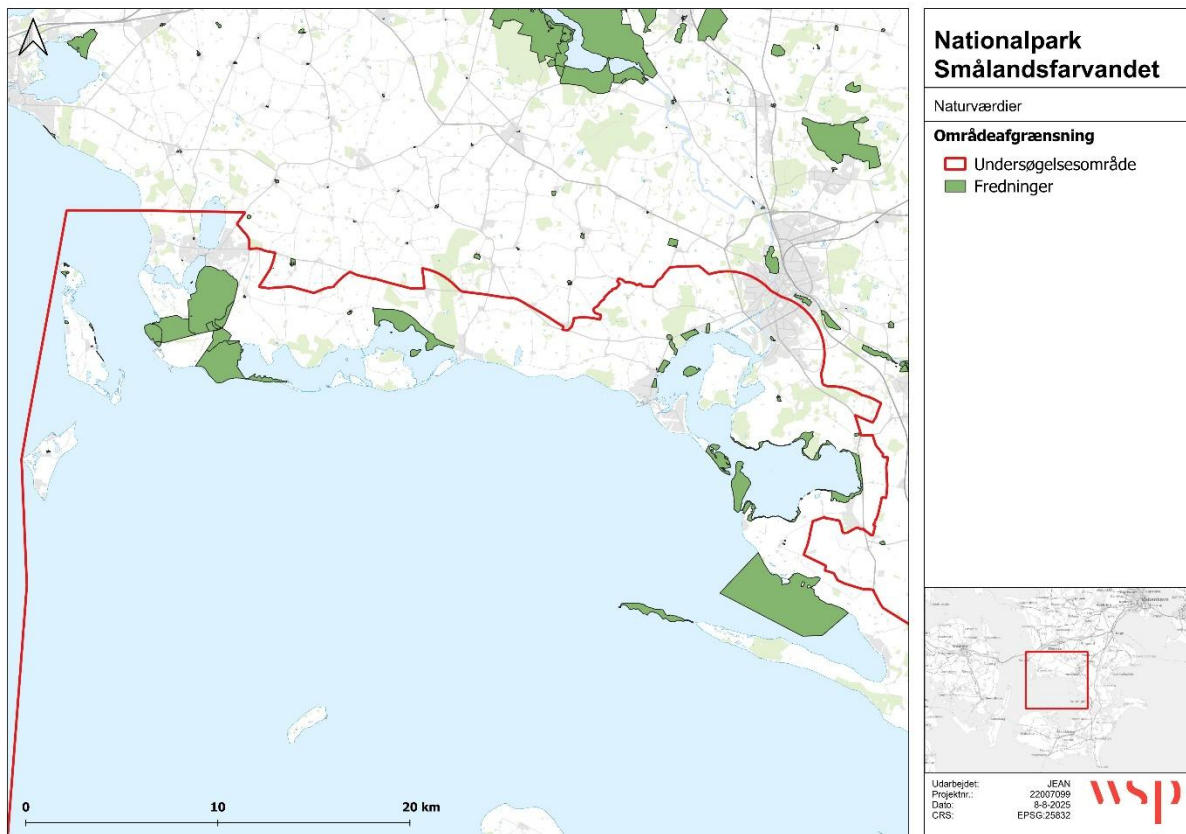 Nationalpark
Smålandsfarvandet
Naturværdier
Områdeafgrænsning
Undersøgelsesområde
Fredninger
0 10 20 km
Udarbejdet: JEAN
Projektnr.: 22007099
Dato: 8-8-2025
CRS: EPSG:25832
wsp